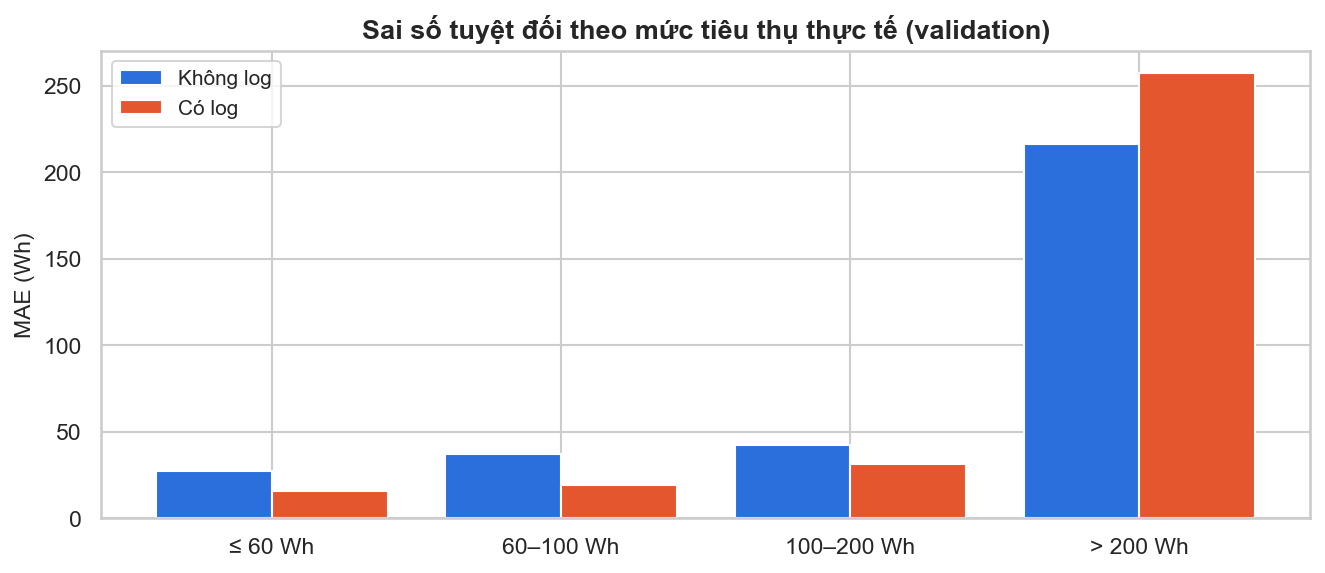 Sai số tuyệt đối theo mức tiêu thụ thực tế (validation)
Không log
Có log
MAE (Wh)
250
200
150
100
50
0
≤ 60 Wh
60–100 Wh
100–200 Wh
> 200 Wh